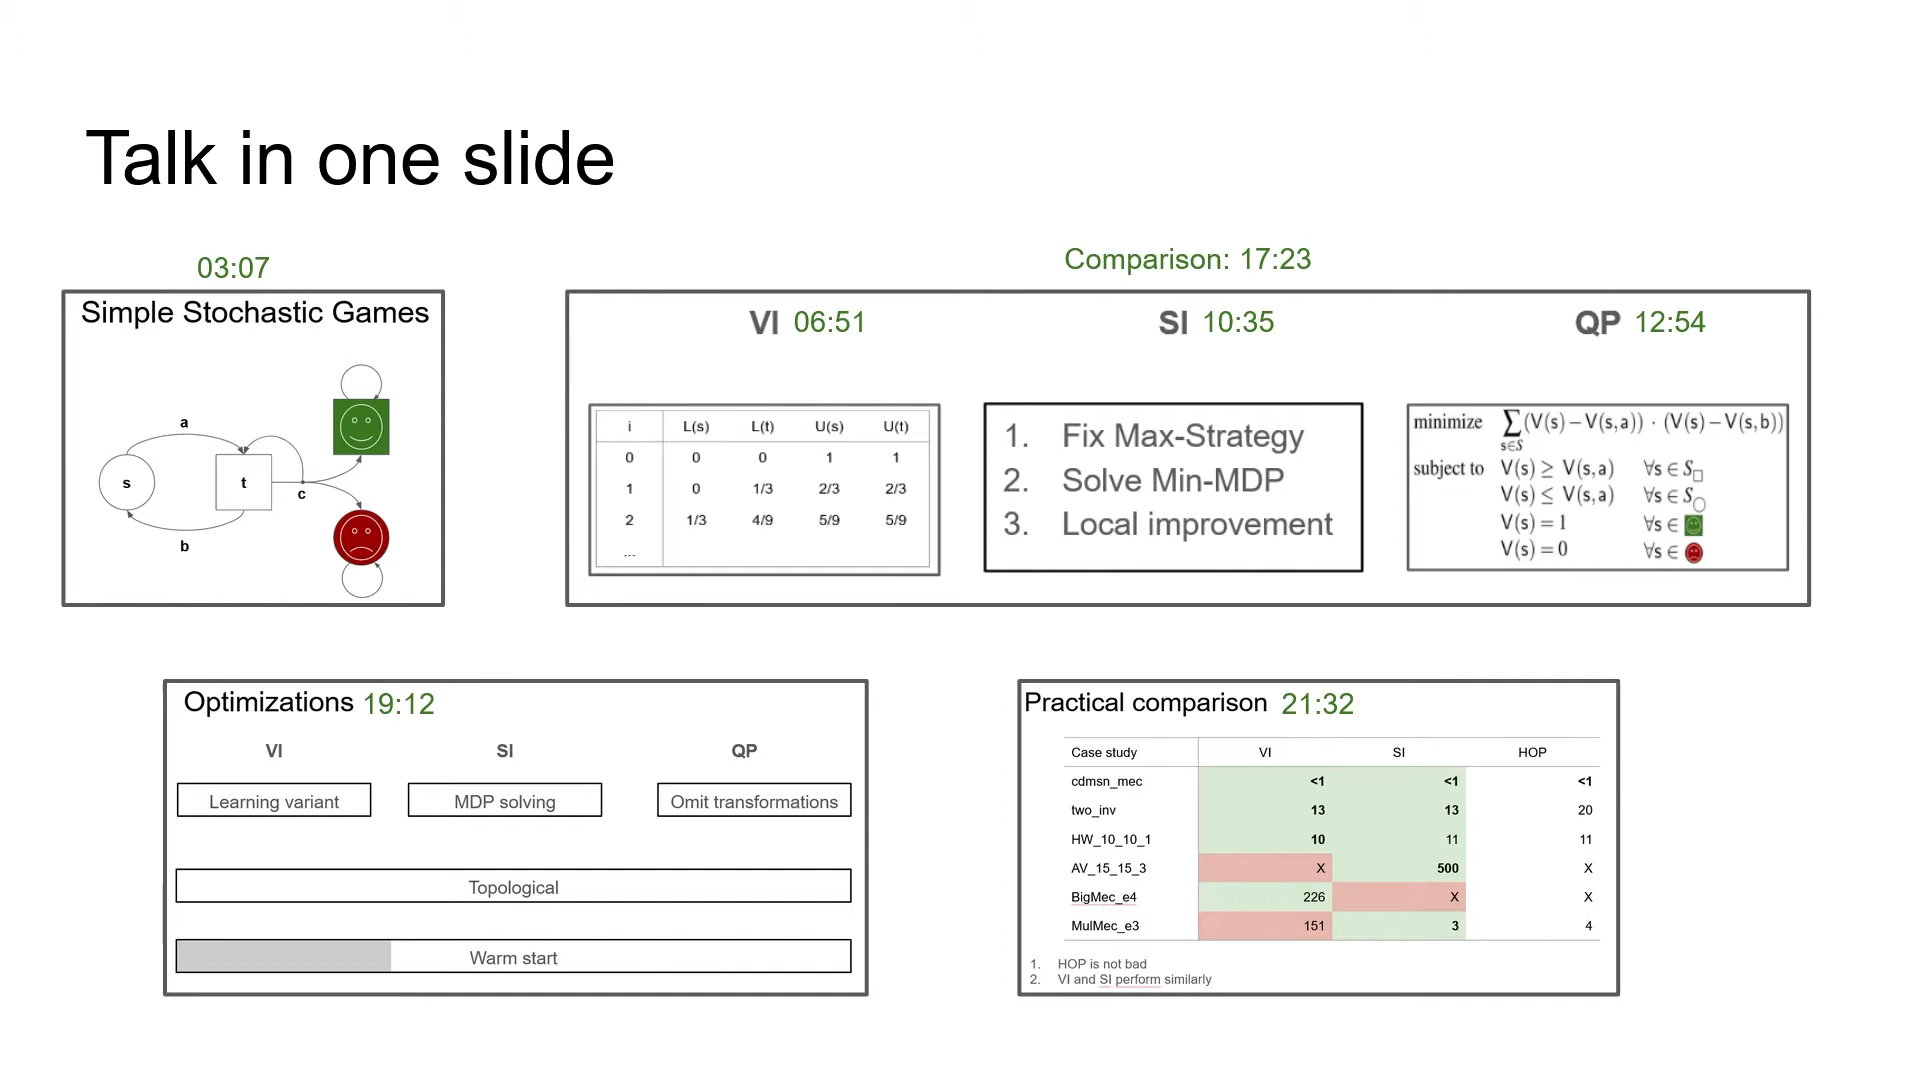 Talk in one slide
03:07
Simple Stochastic Games
a
s
t
c
b
Comparison: 17:23
VI 06:51
i L(s) L(t) U(s) U(t)
0 0 0 1 1
1 0 1/3 2/3 2/3
2 1/3 4/9 5/9 5/9
...
SI 10:35
1. Fix Max-Strategy
2. Solve Min-MDP
3. Local improvement
QP 12:54
minimize ∑(V(s) − V(s,a)) · (V(s) − V(s,b))
s∈S
subject to V(s) ≥ V(s,a) ∀s ∈ S□
V(s) ≤ V(s,a) ∀s ∈ S○
V(s) = 1 ∀s ∈
V(s) = 0 ∀s ∈
Optimizations 19:12
VI SI QP
Learning variant MDP solving Omit transformations
Topological
Warm start
Practical comparison 21:32
Case study VI SI HOP
cdmsn_mec <1 <1 <1
two_inv 13 13 20
HW_10_10_1 10 11 11
AV_15_15_3 X 500 X
BigMec_e4 226 X X
MulMec_e3 151 3 4
1. HOP is not bad
2. VI and SI perform similarly